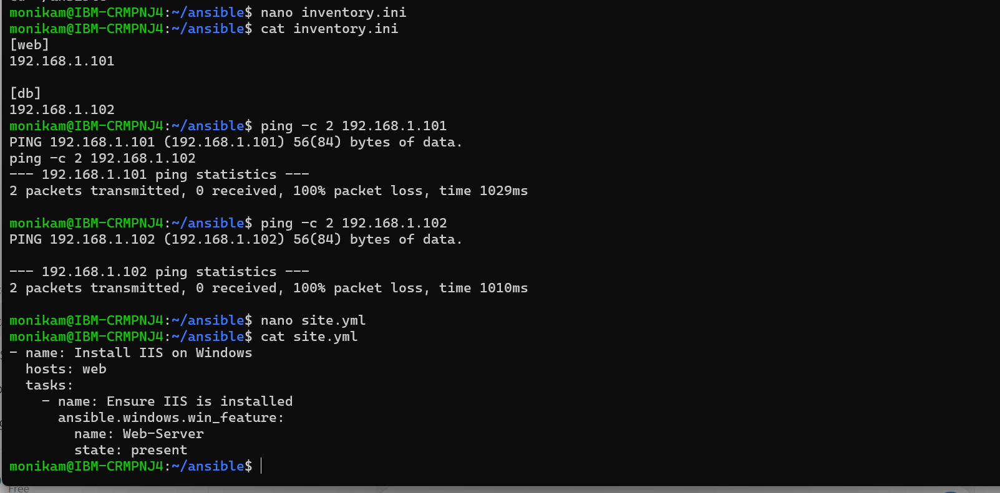 monikam@IBM-CRMPNJ4:~/ansible$ nano inventory.ini
monikam@IBM-CRMPNJ4:~/ansible$ cat inventory.ini
[web]
192.168.1.101
[db]
192.168.1.102
monikam@IBM-CRMPNJ4:~/ansible$ ping -c 2 192.168.1.101
PING 192.168.1.101 (192.168.1.101) 56(84) bytes of data.
ping -c 2 192.168.1.102
--- 192.168.1.101 ping statistics ---
2 packets transmitted, 0 received, 100% packet loss, time 1029ms
monikam@IBM-CRMPNJ4:~/ansible$ ping -c 2 192.168.1.102
PING 192.168.1.102 (192.168.1.102) 56(84) bytes of data.
--- 192.168.1.102 ping statistics ---
2 packets transmitted, 0 received, 100% packet loss, time 1010ms
monikam@IBM-CRMPNJ4:~/ansible$ nano site.yml
monikam@IBM-CRMPNJ4:~/ansible$ cat site.yml
- name: Install IIS on Windows
  hosts: web
  tasks:
    - name: Ensure IIS is installed
      ansible.windows.win_feature:
        name: Web-Server
        state: present
monikam@IBM-CRMPNJ4:~/ansible$
Free